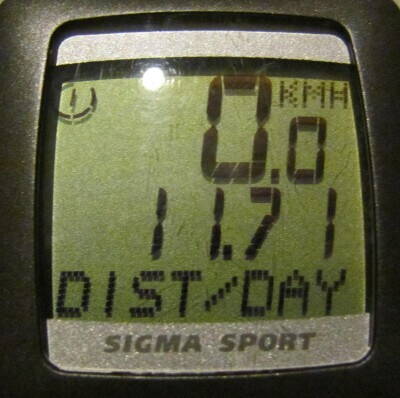 KMH
0.0
11.71
DIST/DAY
SIGMA SPORT